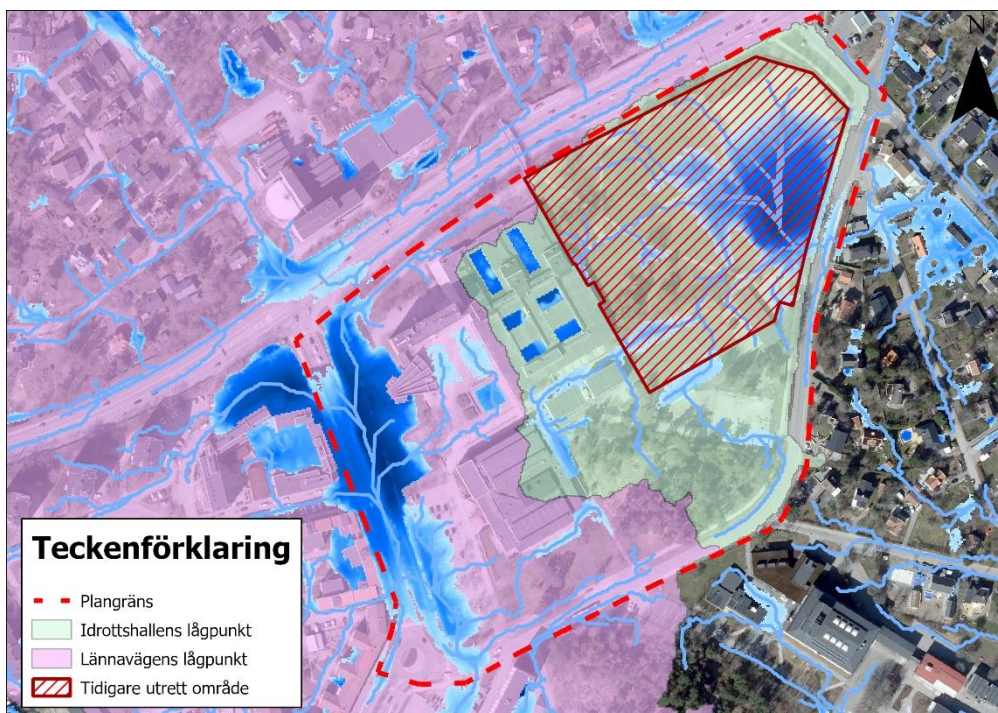 N
Teckenförklaring
Plangräns
Idrottshallens lågpunkt
Lännavägens lågpunkt
Tidigare utrett område